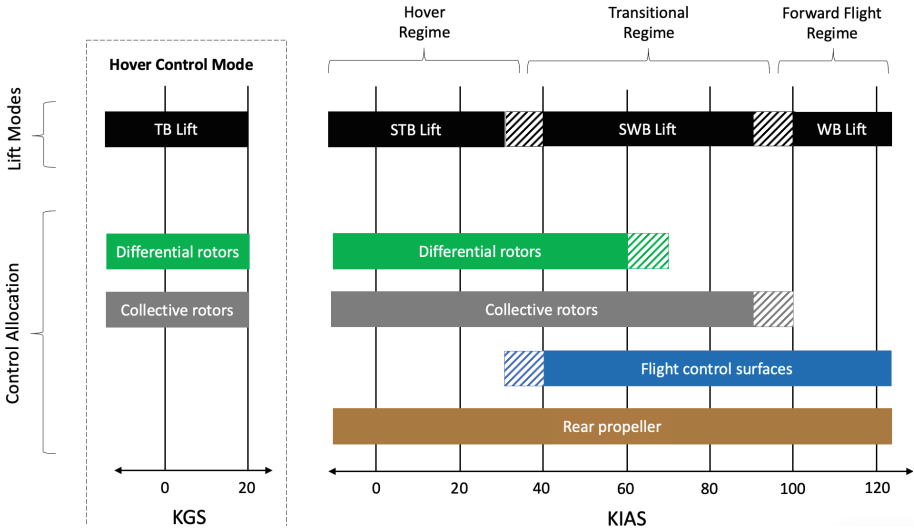 Hover
Regime
Transitional
Regime
Forward Flight
Regime
Hover Control Mode
Lift Modes
TB Lift
STB Lift
SWB Lift
WB Lift
Control Allocation
Differential rotors
Differential rotors
Collective rotors
Collective rotors
Flight control surfaces
Rear propeller
0 20
0 20 40 60 80 100 120
KGS
KIAS